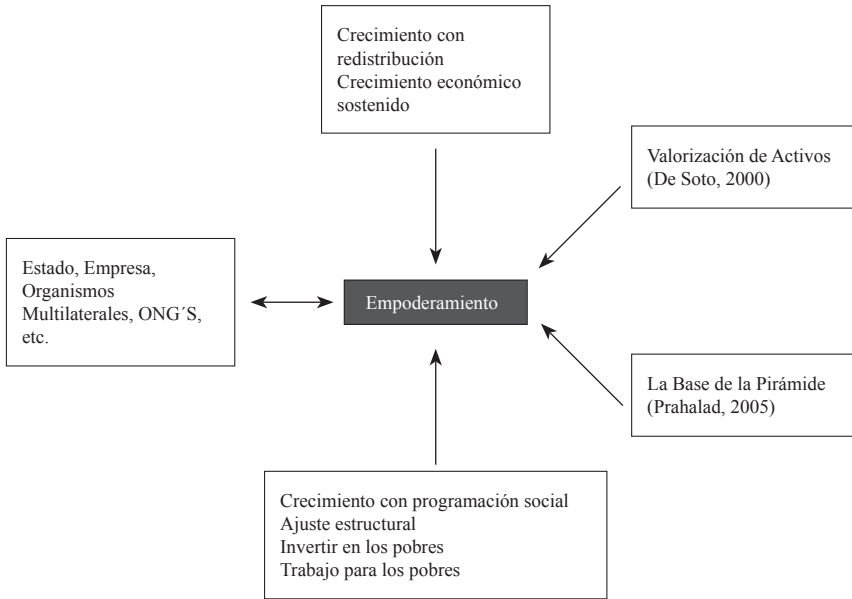 Crecimiento con
redistribución
Crecimiento económico
sostenido
Valorización de Activos
(De Soto, 2000)
Estado, Empresa,
Organismos
Multilaterales, ONG´S,
etc.
Empoderamiento
La Base de la Pirámide
(Prahalad, 2005)
Crecimiento con programación social
Ajuste estructural
Invertir en los pobres
Trabajo para los pobres